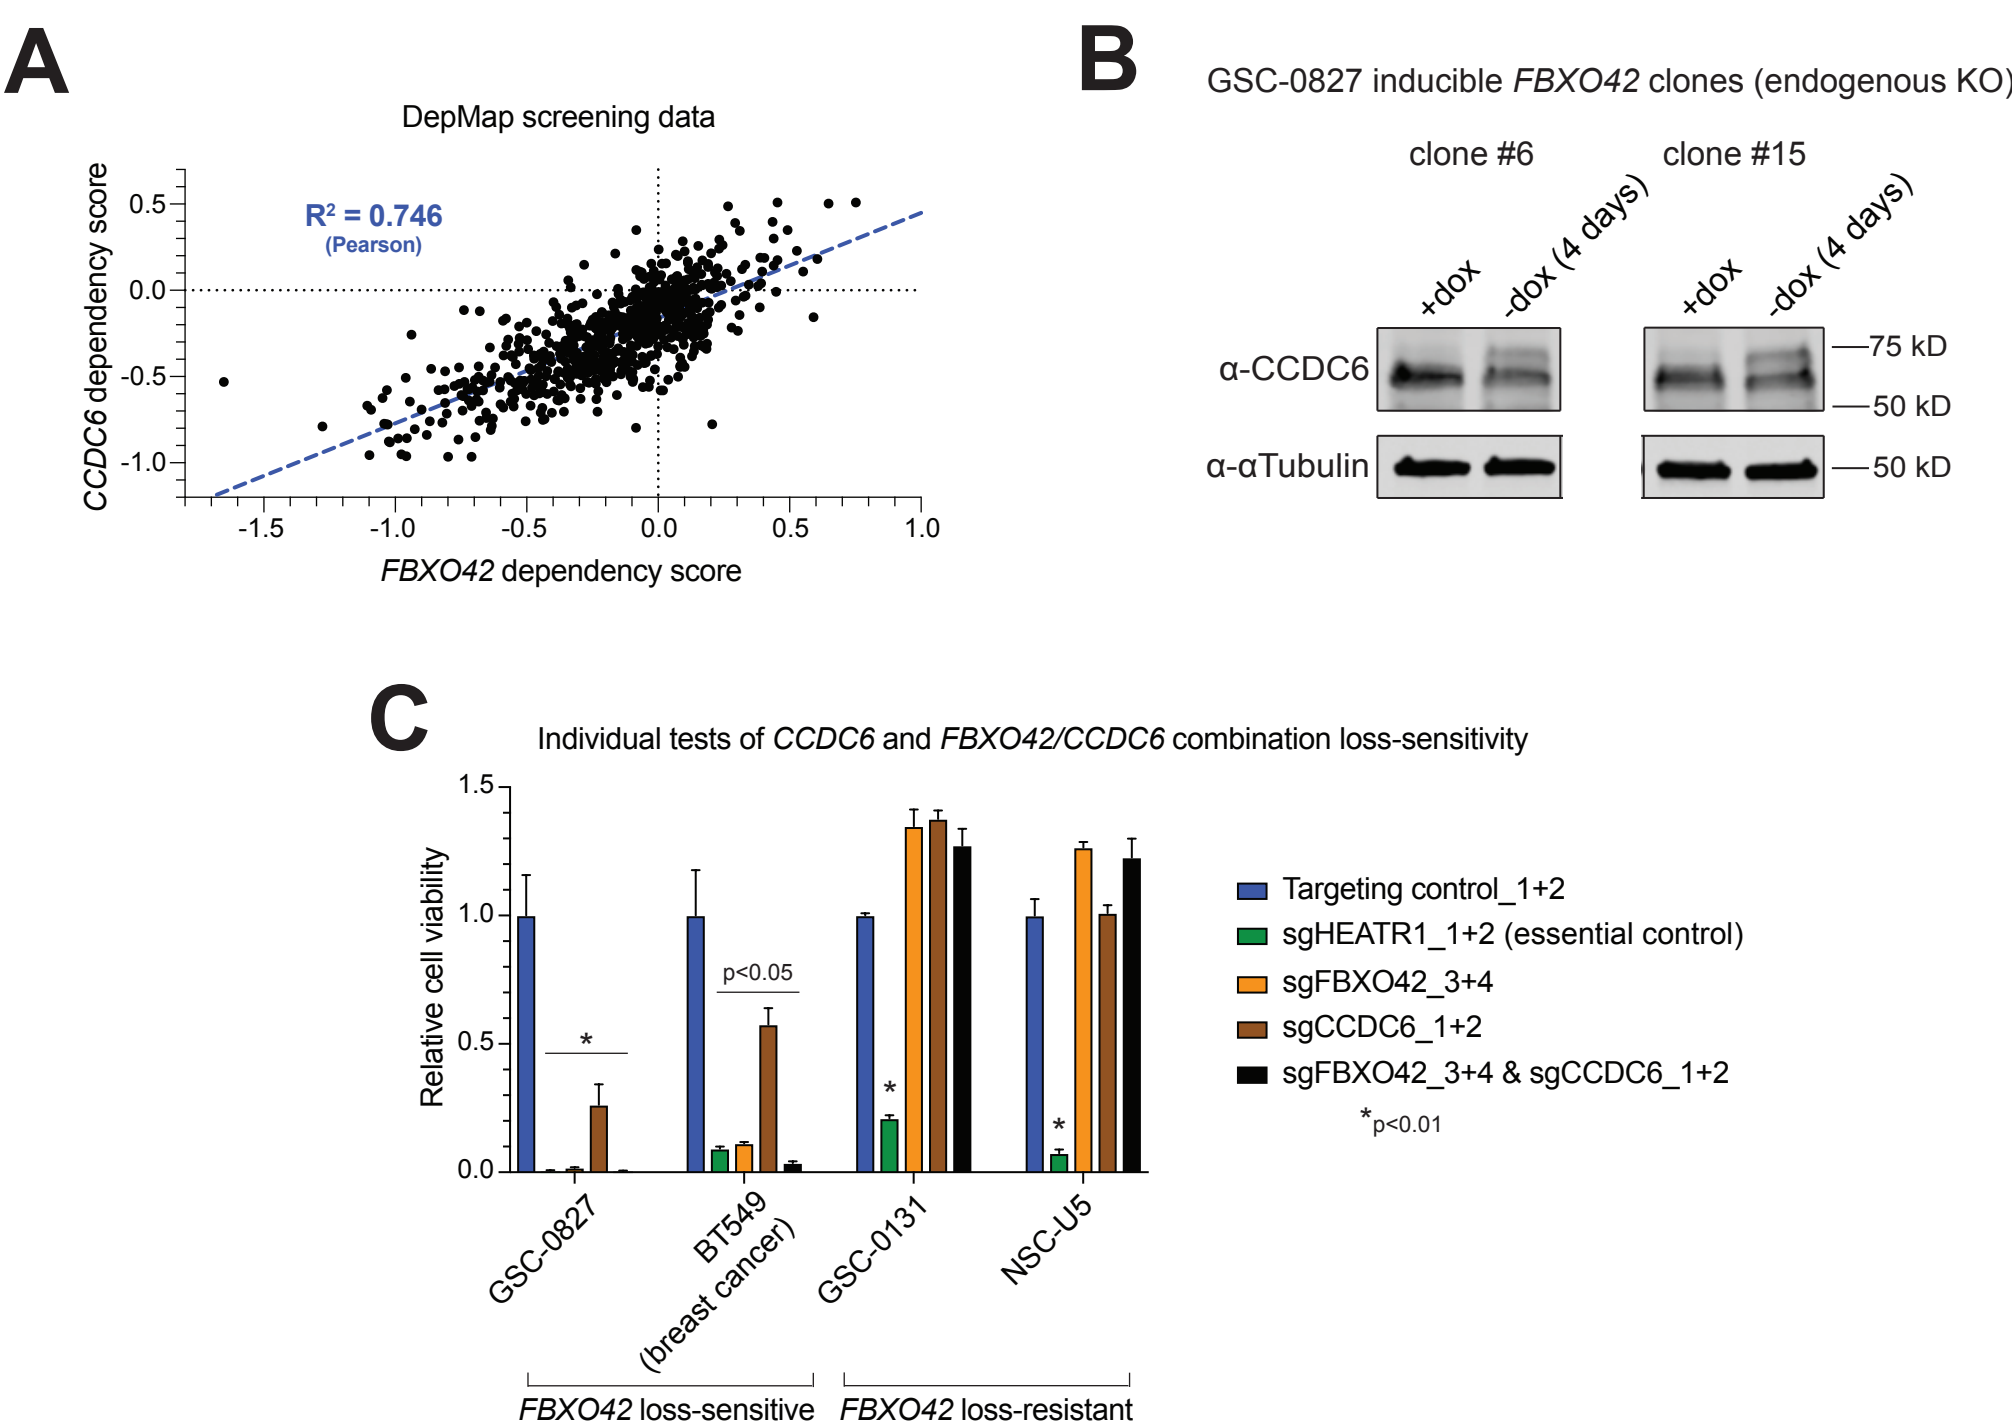 A
DepMap screening data
R² = 0.746
(Pearson)
CCDC6 dependency score
0.5
0.0
-0.5
-1.0
-1.5
-1.0
-0.5
0.0
0.5
1.0
FBXO42 dependency score
B
GSC-0827 inducible FBXO42 clones (endogenous KO)
clone #6
clone #15
+dox
-dox (4 days)
+dox
-dox (4 days)
α-CCDC6
75 kD
50 kD
α-αTubulin
50 kD
C
Individual tests of CCDC6 and FBXO42/CCDC6 combination loss-sensitivity
Relative cell viability
1.5
1.0
0.5
0.0
*
p<0.05
*
*
GSC-0827
BT549
(breast cancer)
GSC-0131
NSC-U5
FBXO42 loss-sensitive
FBXO42 loss-resistant
Targeting control_1+2
sgHEATR1_1+2 (essential control)
sgFBXO42_3+4
sgCCDC6_1+2
sgFBXO42_3+4 & sgCCDC6_1+2
*p<0.01